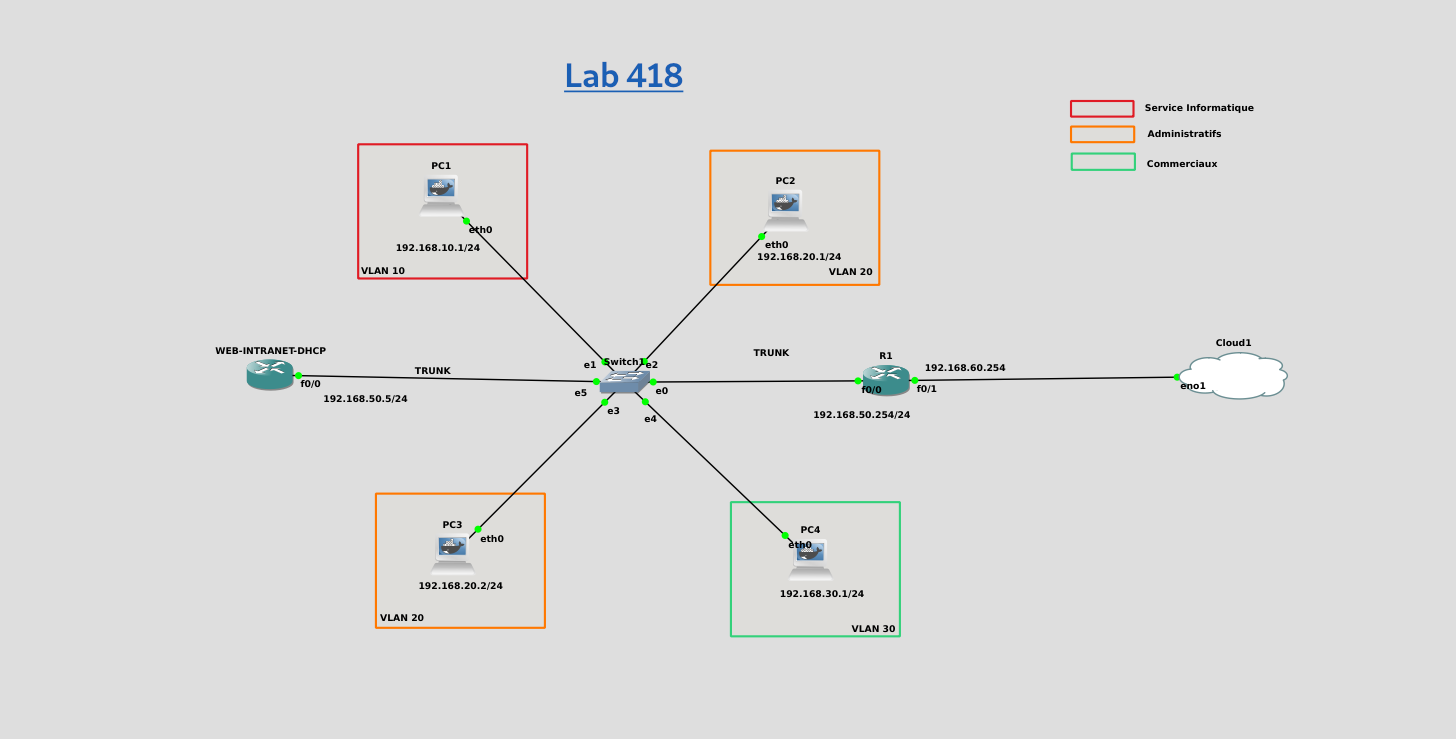 Lab 418
Service Informatique
Administratifs
Commerciaux
PC1
eth0
192.168.10.1/24
VLAN 10
PC2
eth0
192.168.20.1/24
VLAN 20
WEB-INTRANET-DHCP
f0/0
192.168.50.5/24
TRUNK
e1
Switch1
e2
e5
e0
e3
e4
TRUNK
R1
f0/0
f0/1
192.168.60.254
192.168.50.254/24
Cloud1
eno1
PC3
eth0
192.168.20.2/24
VLAN 20
PC4
eth0
192.168.30.1/24
VLAN 30